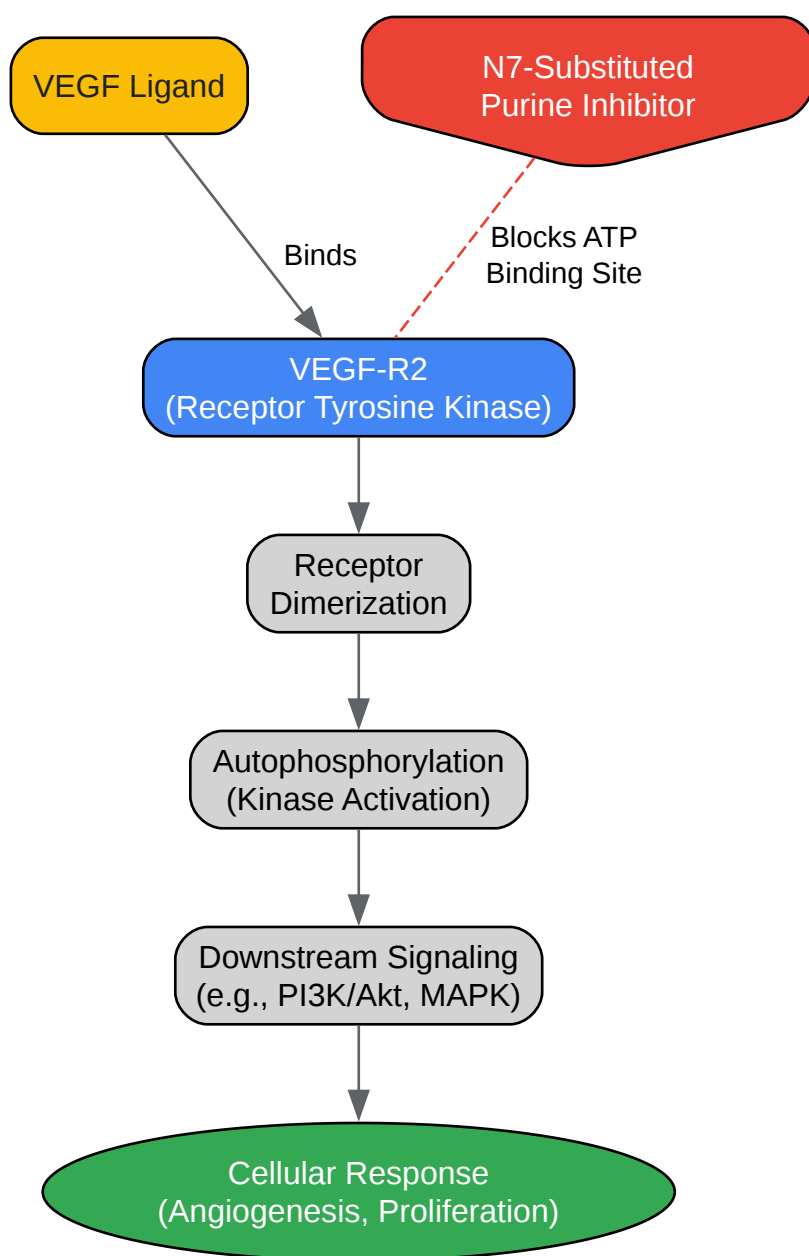 VEGF Ligand
N7-Substituted
Purine Inhibitor
Binds
Blocks ATP
Binding Site
VEGF-R2
(Receptor Tyrosine Kinase)
Receptor
Dimerization
Autophosphorylation
(Kinase Activation)
Downstream Signaling
(e.g., PI3K/Akt, MAPK)
Cellular Response
(Angiogenesis, Proliferation)